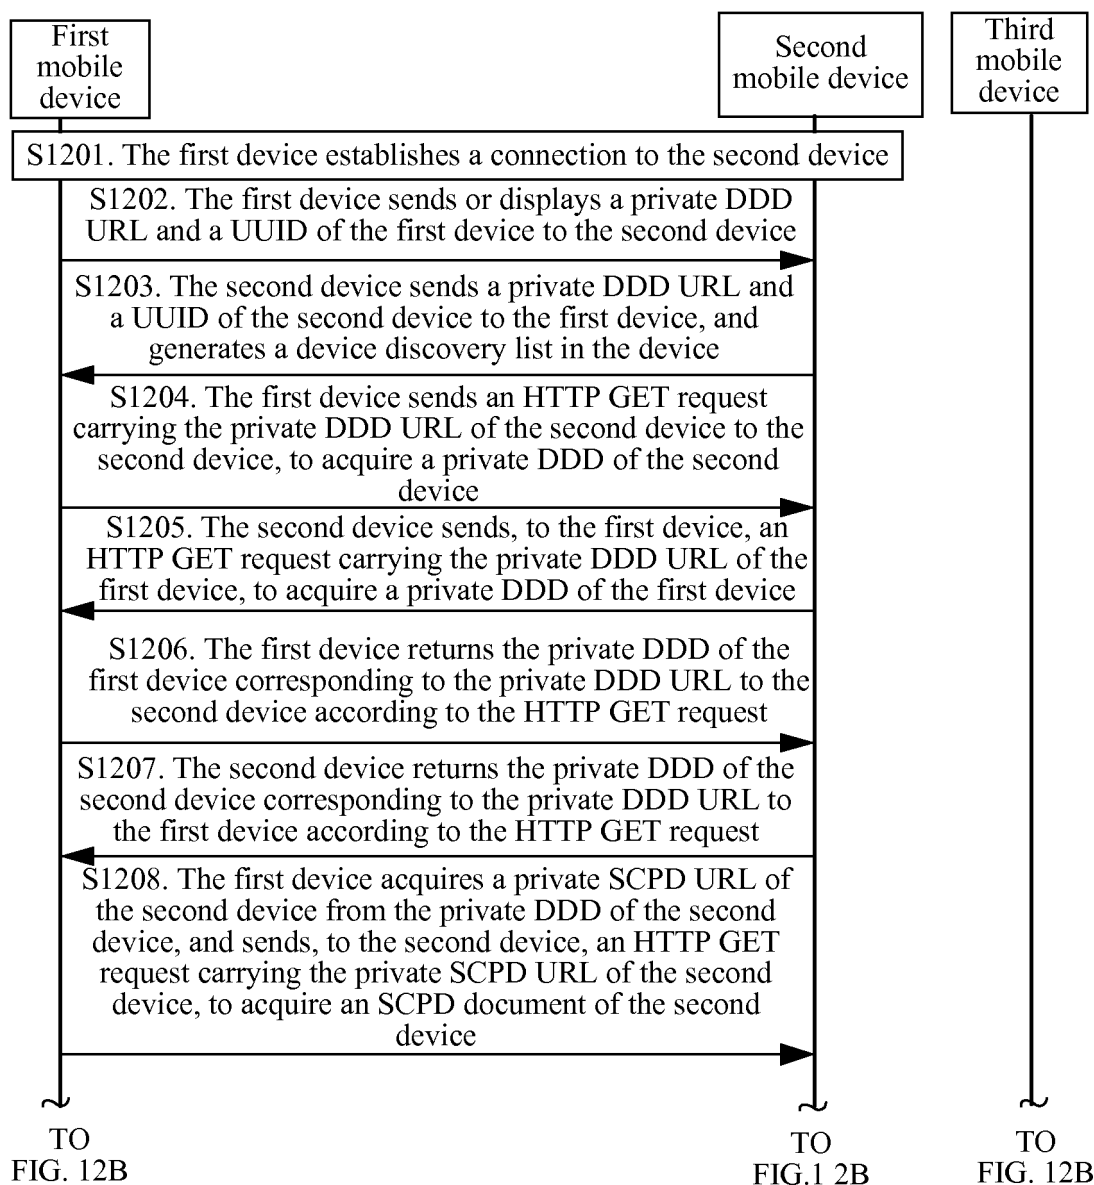 First
mobile
device
Second
mobile device
Third
mobile
device
S1201. The first device establishes a connection to the second device
S1202. The first device sends or displays a private DDD
URL and a UUID of the first device to the second device
S1203. The second device sends a private DDD URL and
a UUID of the second device to the first device, and
generates a device discovery list in the device
S1204. The first device sends an HTTP GET request
carrying the private DDD URL of the second device to the
second device, to acquire a private DDD of the second
device
S1205. The second device sends, to the first device, an
HTTP GET request carrying the private DDD URL of the
first device, to acquire a private DDD of the first device
S1206. The first device returns the private DDD of the
first device corresponding to the private DDD URL to the
second device according to the HTTP GET request
S1207. The second device returns the private DDD of the
second device corresponding to the private DDD URL to
the first device according to the HTTP GET request
S1208. The first device acquires a private SCPD URL of
the second device from the private DDD of the second
device, and sends, to the second device, an HTTP GET
request carrying the private SCPD URL of the second
device, to acquire an SCPD document of the second
device
TO
FIG. 12B
TO
FIG.1 2B
TO
FIG. 12B